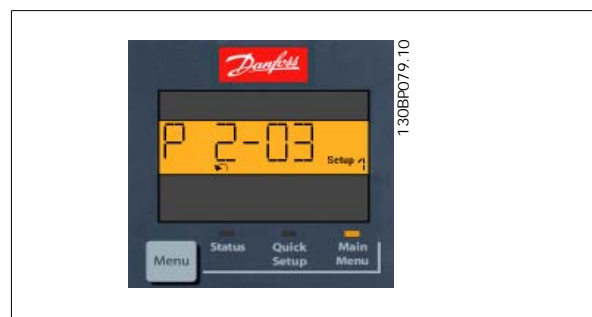 Danfoss
130BP079.10
P 2-03
Setup 1
Status
Quick Setup
Main Menu
Menu